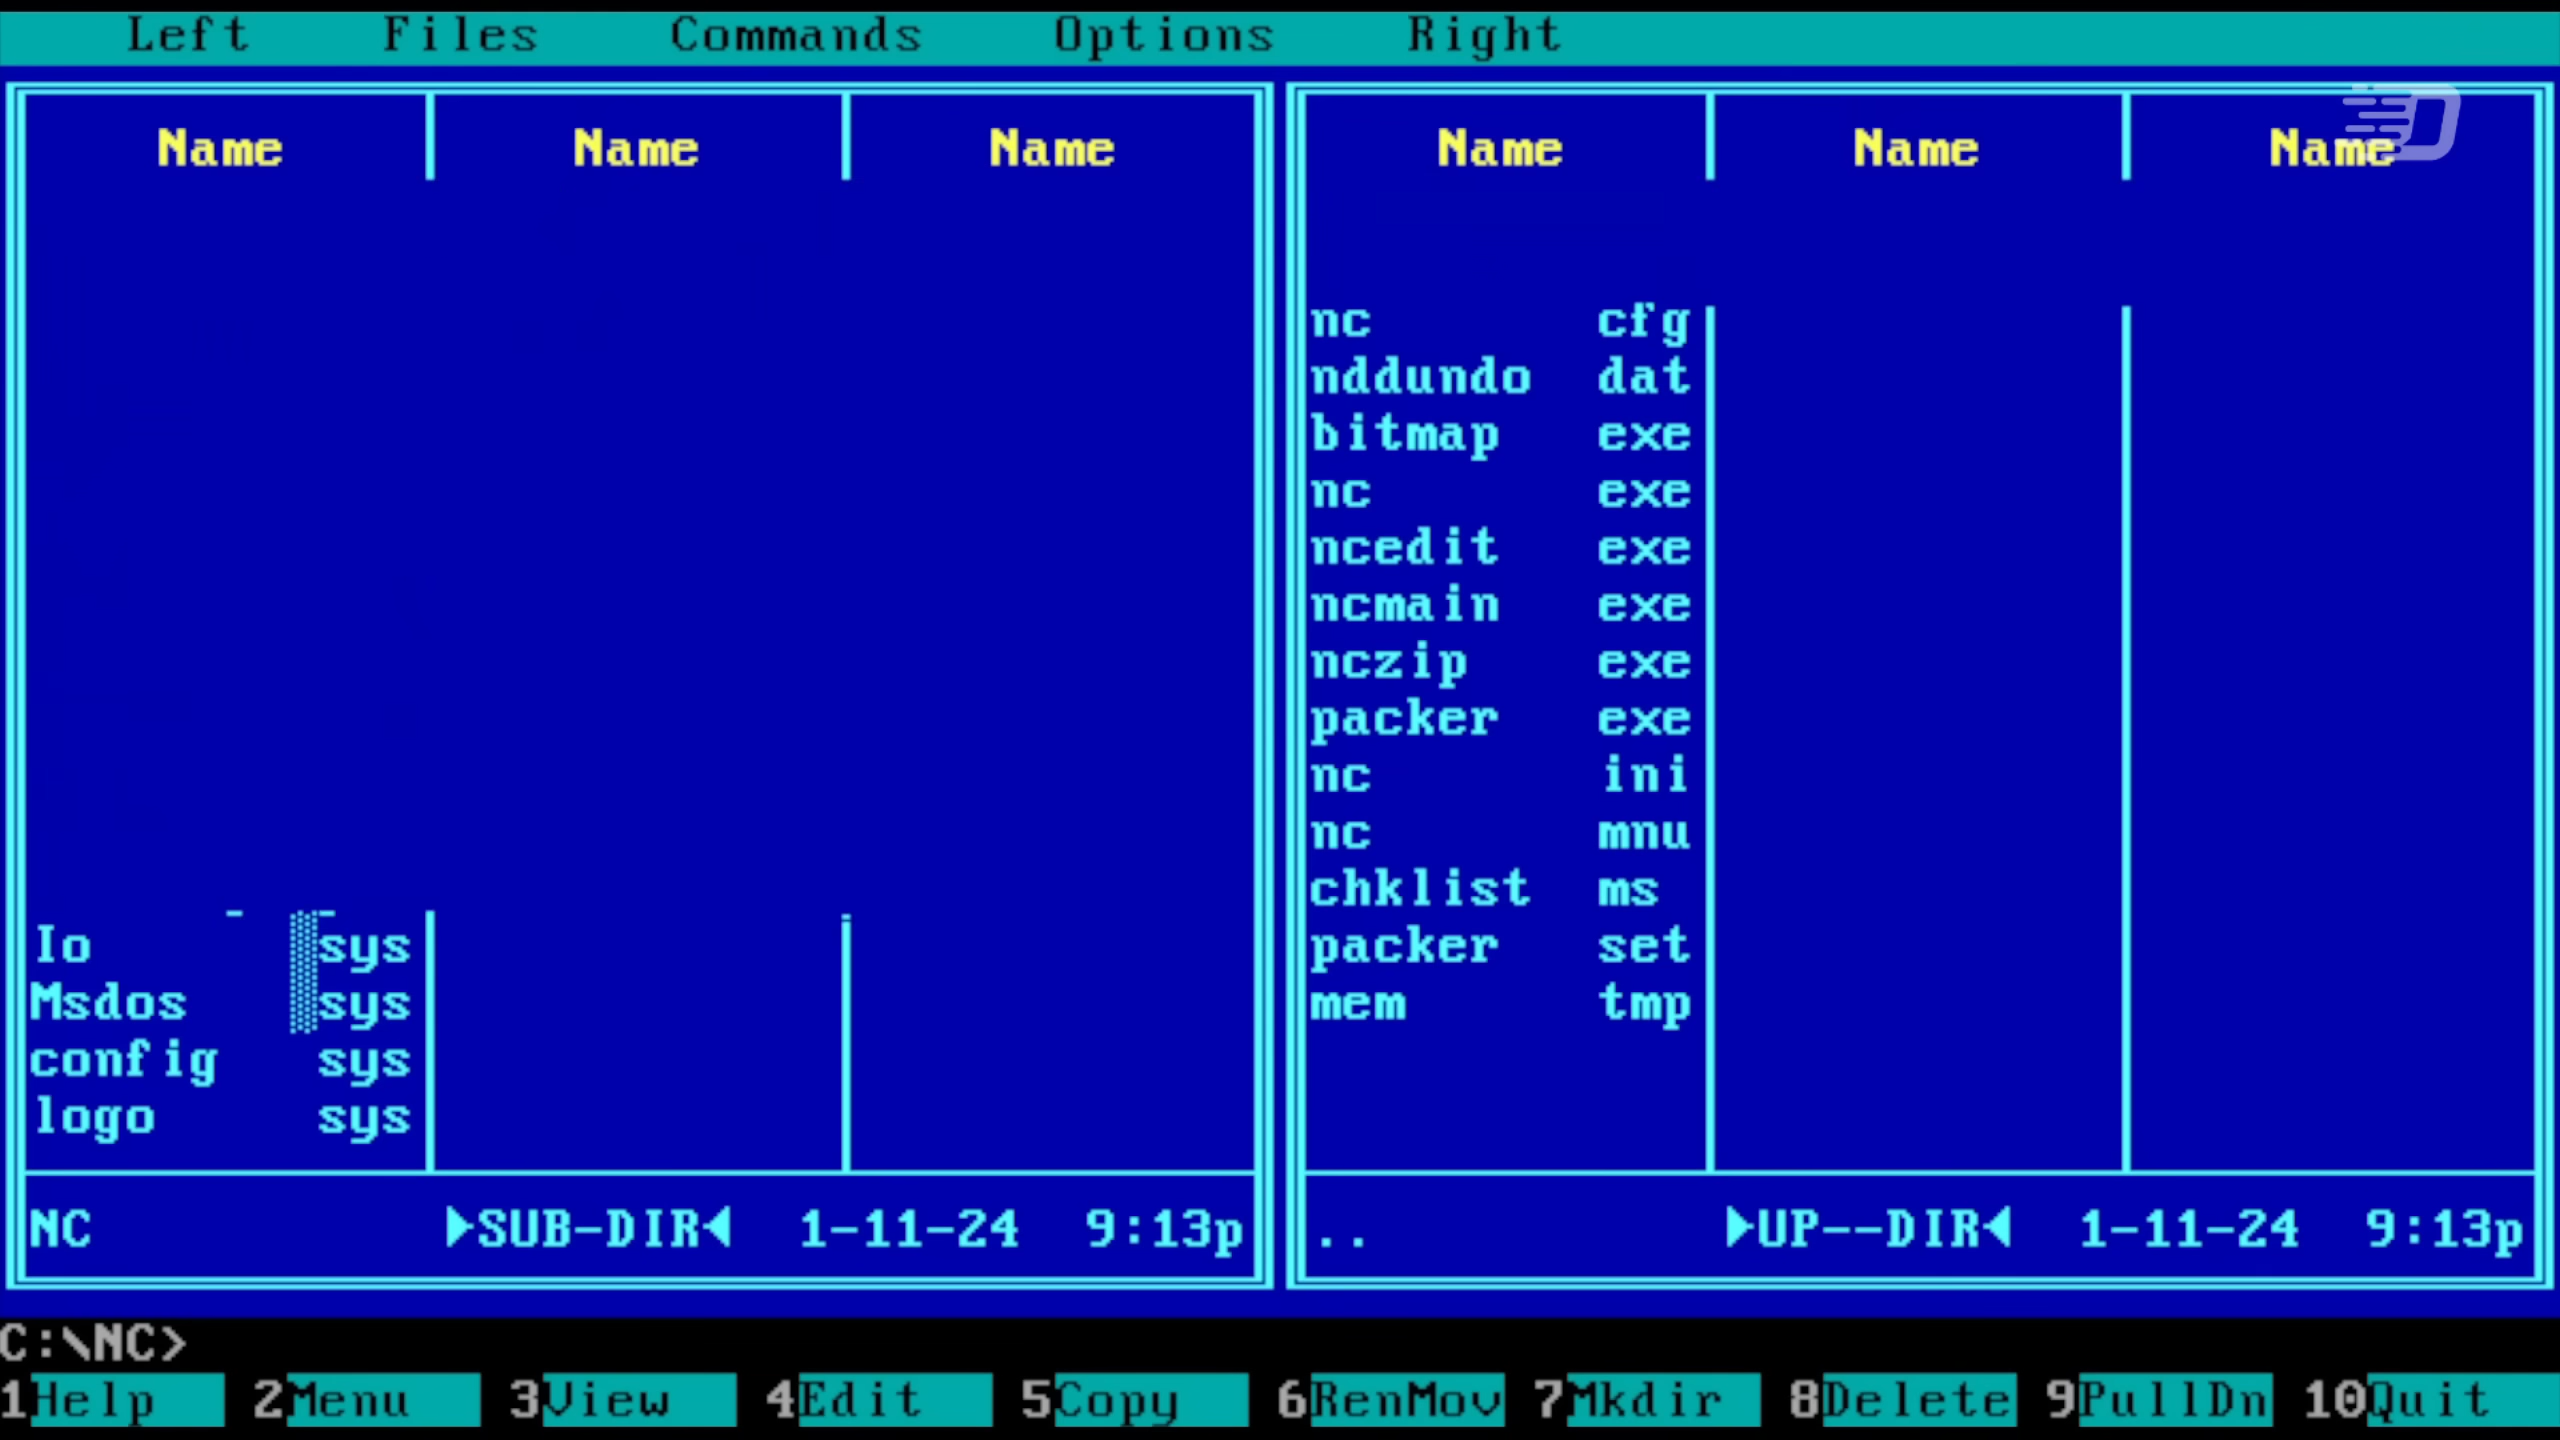 Left Files Commands Options Right
Name Name Name
Io sys
Msdos sys
config sys
logo sys
NC ►SUB-DIR◄ 1-11-24 9:13p
Name Name Name
nc cfg
nddundo dat
bitmap exe
nc exe
ncedit exe
ncmain exe
nczip exe
packer exe
nc ini
nc mnu
chklist ms
packer set
mem tmp
.. ►UP--DIR◄ 1-11-24 9:13p
C:\NC>
1Help 2Menu 3View 4Edit 5Copy 6RenMov 7Mkdir 8Delete 9PullDn 10Quit